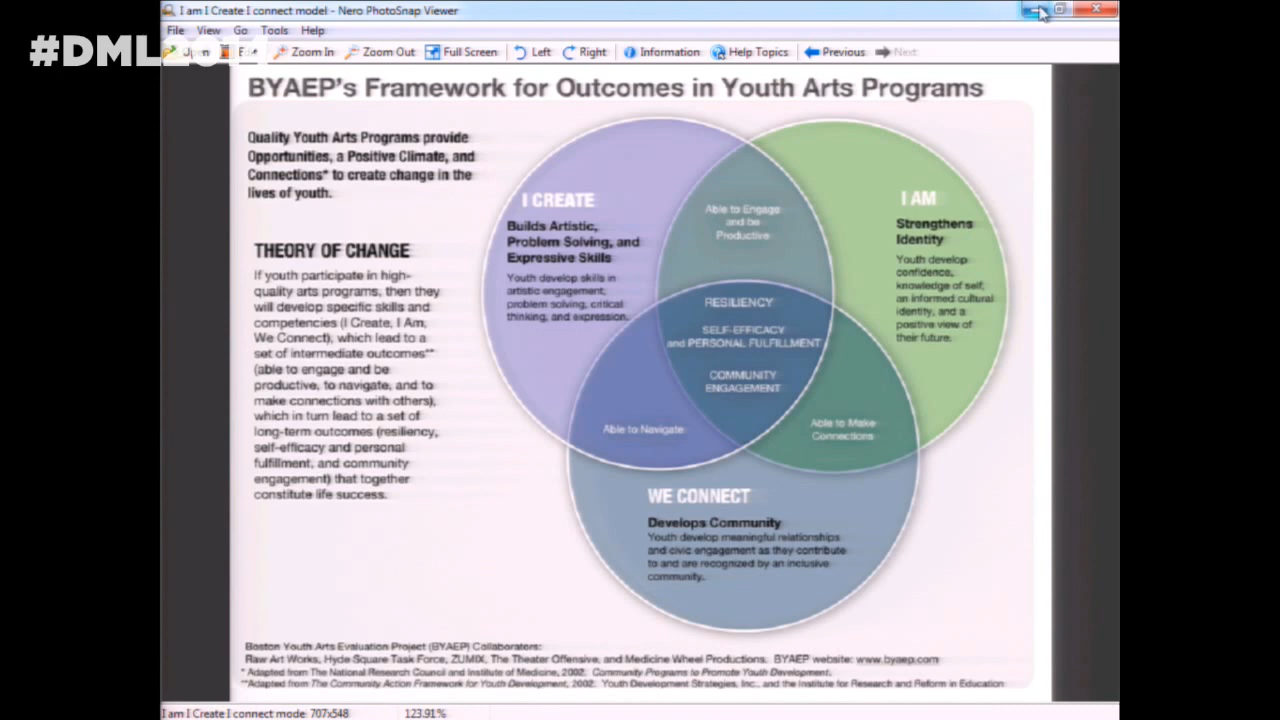 I am I Create I connect model - Nero PhotoSnap Viewer
File View Go Tools Help
Zoom In Zoom Out Full Screen Left Right Information Help Topics Previous Next
#DML
BYAEP's Framework for Outcomes in Youth Arts Programs
Quality Youth Arts Programs provide
Opportunities, a Positive Climate, and
Connections* to create change in the
lives of youth.
THEORY OF CHANGE
If youth participate in high-
quality arts programs, then they
will develop specific skills and
competencies (I Create, I Am,
We Connect), which lead to a
set of intermediate outcomes**
(able to engage and be
productive, to navigate, and to
make connections with others),
which in turn lead to a set of
long-term outcomes (resiliency,
self-efficacy and personal
fulfillment, and community
engagement) that together
constitute life success.
I CREATE
Builds Artistic,
Problem Solving, and
Expressive Skills
Youth develop skills in
artistic engagement,
problem solving, critical
thinking, and expression.
Able to Engage
and be
Productive
I AM
Strengthens
Identity
Youth develop
confidence,
knowledge of self,
an informed cultural
identity, and a
positive view of
their future.
RESILIENCY
SELF-EFFICACY
and PERSONAL FULFILLMENT
COMMUNITY
ENGAGEMENT
Able to Navigate
Able to Make
Connections
WE CONNECT
Develops Community
Youth develop meaningful relationships
and civic engagement as they contribute
to and are recognized by an inclusive
community.
Boston Youth Arts Evaluation Project (BYAEP) Collaborators:
Raw Art Works, Hyde Square Task Force, ZUMIX, The Theater Offensive, and Medicine Wheel Productions. BYAEP website: www.byaep.com
* Adapted from The National Research Council and Institute of Medicine, 2002. Community Programs to Promote Youth Development.
**Adapted from The Community Action Framework for Youth Development, 2002. Youth Development Strategies, Inc., and the Institute for Research and Reform in Education
I am I Create I connect mode: 707x548 123.91%